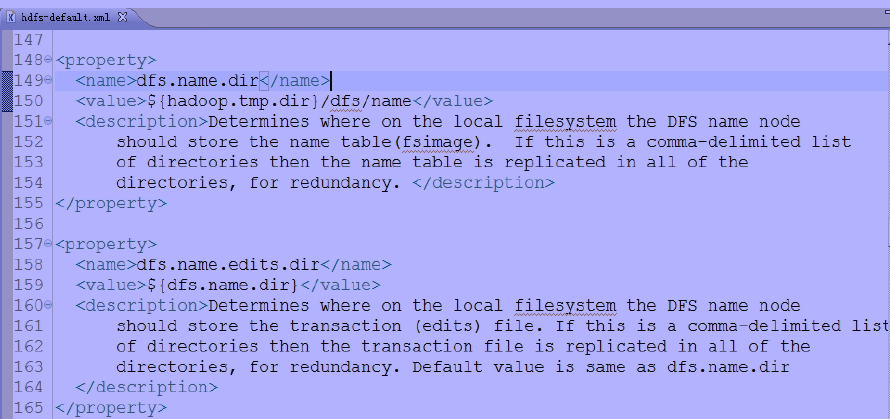 hdfs-default.xml
147
148 <property>
149   <name>dfs.name.dir</name>
150   <value>${hadoop.tmp.dir}/dfs/name</value>
151   <description>Determines where on the local filesystem the DFS name node
152       should store the name table(fsimage).  If this is a comma-delimited list
153       of directories then the name table is replicated in all of the
154       directories, for redundancy. </description>
155 </property>
156
157 <property>
158   <name>dfs.name.edits.dir</name>
159   <value>${dfs.name.dir}</value>
160   <description>Determines where on the local filesystem the DFS name node
161       should store the transaction (edits) file. If this is a comma-delimited list
162       of directories then the transaction file is replicated in all of the
163       directories, for redundancy. Default value is same as dfs.name.dir
164   </description>
165 </property>